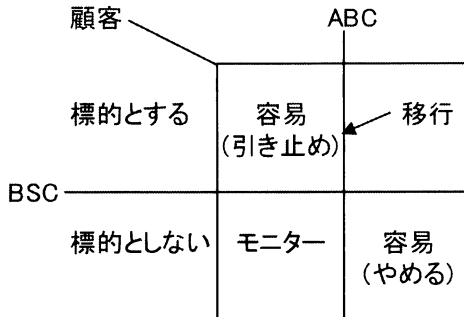 顧客
ABC
標的とする
容易
(引き止め)
移行
BSC
標的としない
モニター
容易
(やめる)